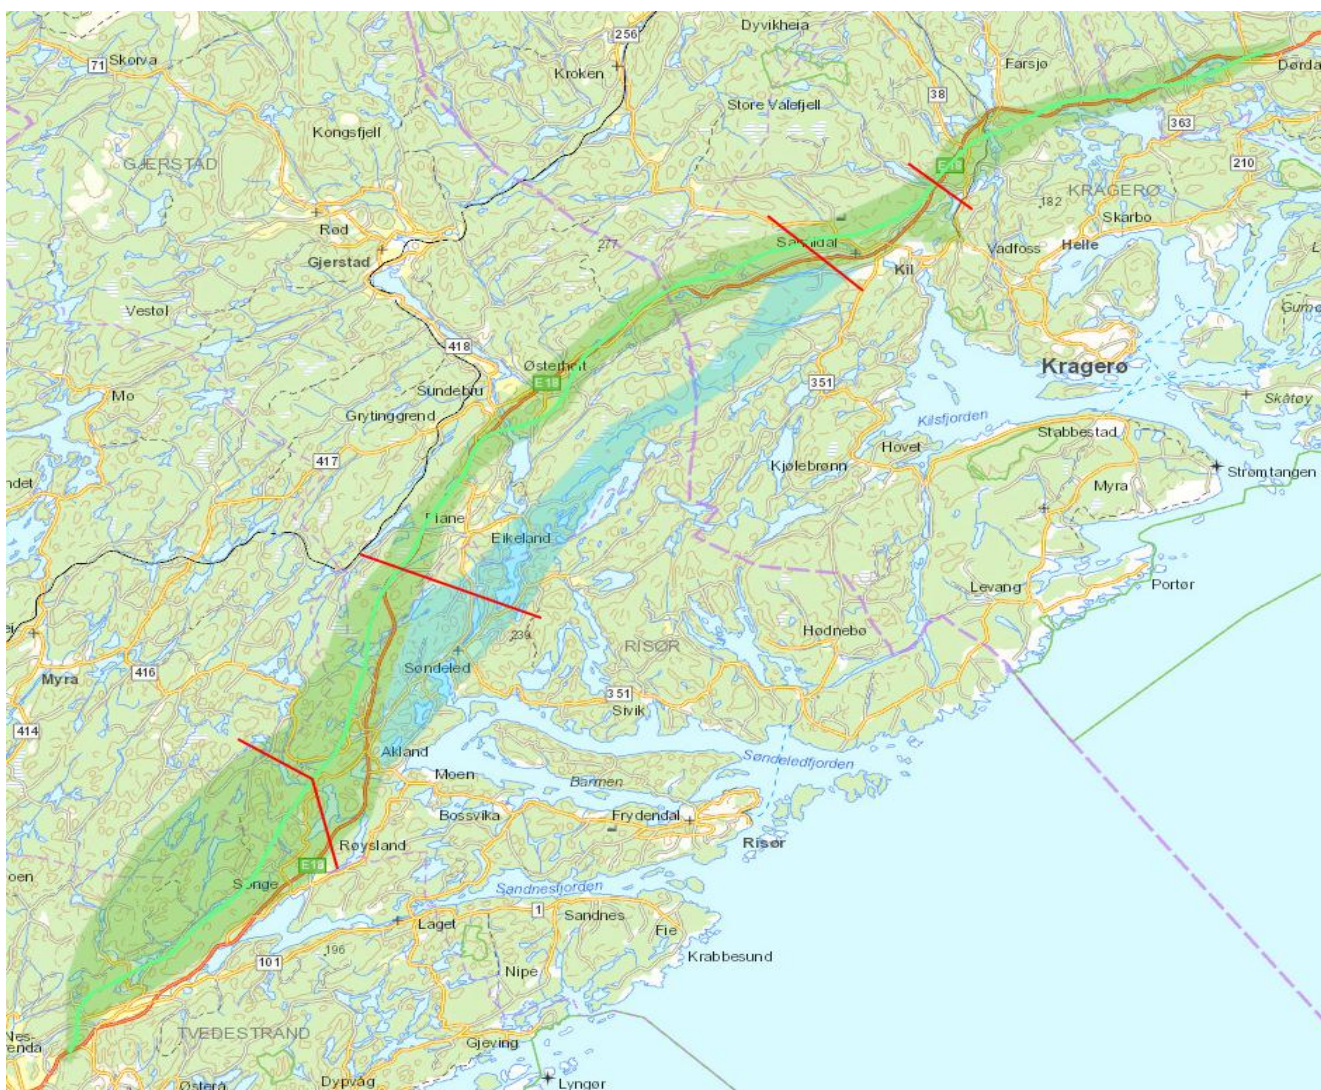 Dyvikheia
256
71
Skorva
Kroken
Farsjø
38
Store Valefjell
Kongsfjell
363
GJERSTAD
E18
210
KRAGERØ
182
Skarbo
Rød
277
Helle
Gjerstad
Vadfoss
Kil
Vestøl
418
Østerholt
Kragerø
E18
351
Sundebru
Mo
Skåtøy
Grytinggrend
Kilsfjorden
Stabbestad
Hovet
417
Kjølebrønn
Strømtangen
Myra
Eikeland
Levang
Portør
239
Hødnebø
RISØR
Søndeled
416
Myra
351
Sivik
414
Akland
Søndeledfjorden
Moen
Barmen
Bossvika
Frydendal
Røysland
Risør
E18
Songe
Sandnesfjorden
1
Sandnes
Laget
Fie
196
Krabbesund
101
Nipe
TVEDESTRAND
Gjeving
Dypvåg
Lyngør